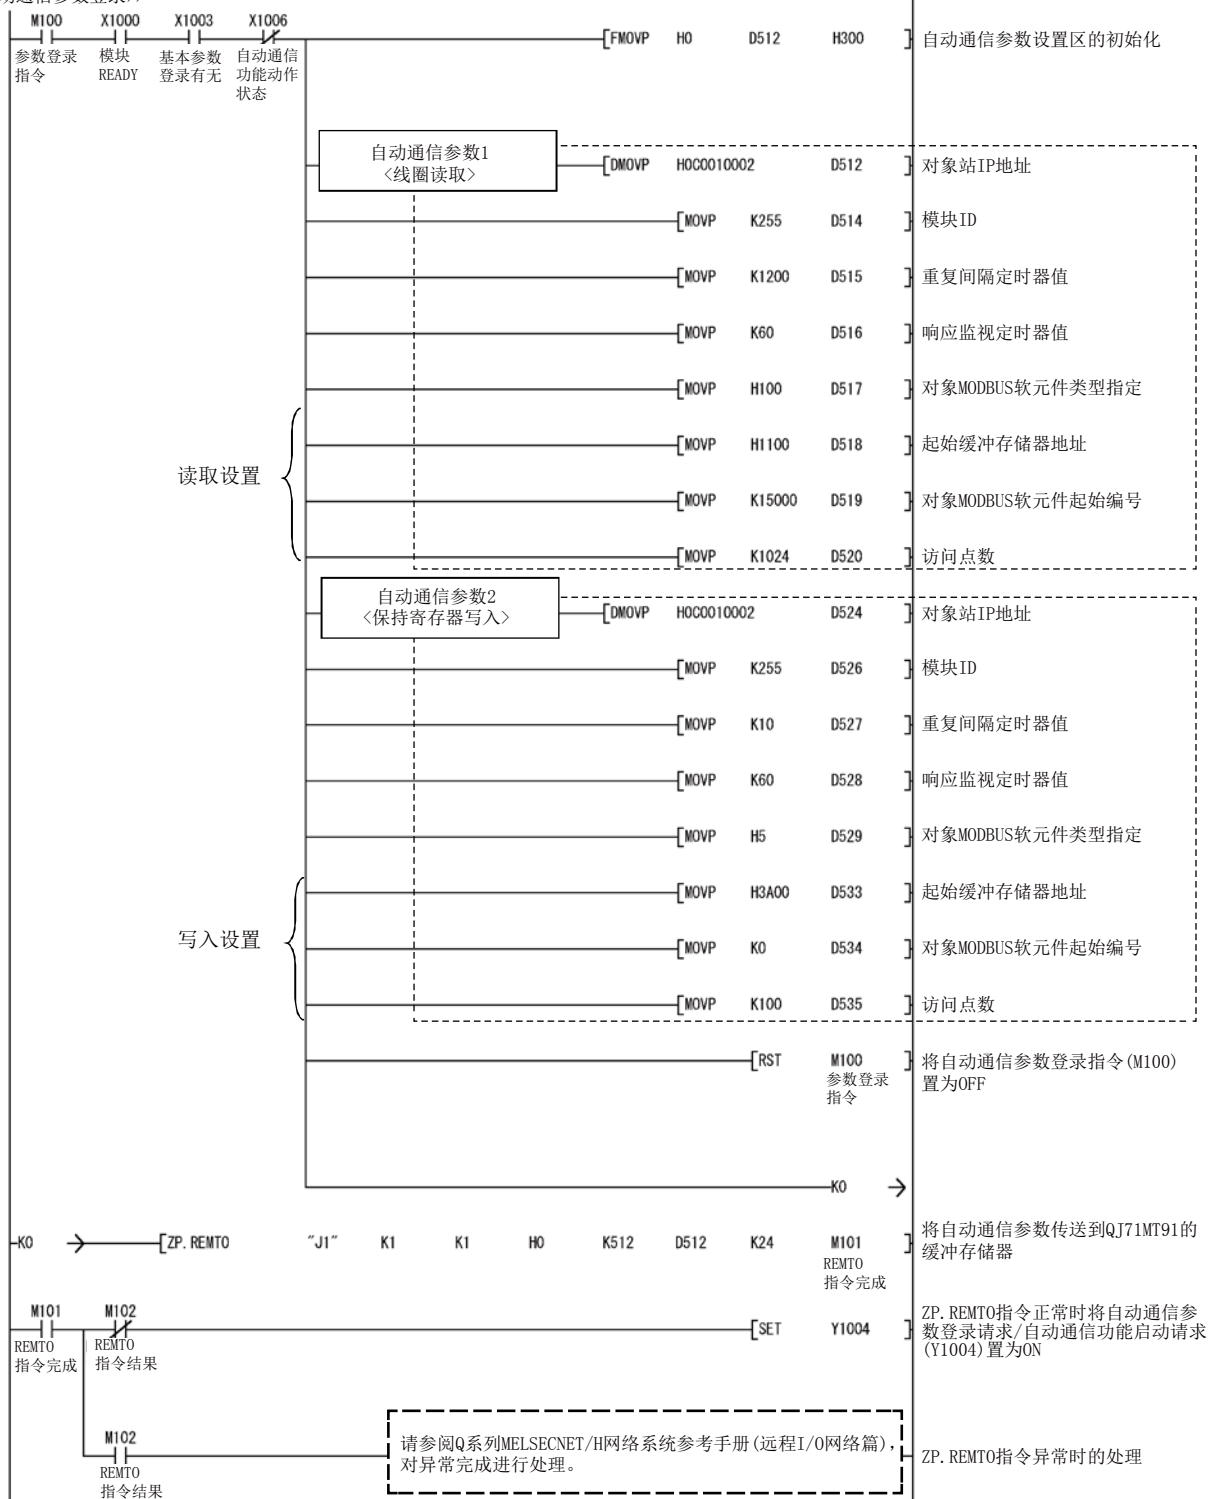 M100 X1000 X1003 X1006
参数登录 模块 基本参数 自动通信
指令 READY 登录有无 功能动作
状态
FMOVP H0 D512 H300 自动通信参数设置区的初始化
自动通信参数1
<线圈读取>
DMOVP H0C0010002 D512 对象站IP地址
MOVP K255 D514 模块ID
MOVP K1200 D515 重复间隔定时器值
MOVP K60 D516 响应监视定时器值
MOVP H100 D517 对象MODBUS软元件类型指定
读取设置
MOVP H1100 D518 起始缓冲存储器地址
MOVP K15000 D519 对象MODBUS软元件起始编号
MOVP K1024 D520 访问点数
自动通信参数2
<保持寄存器写入>
DMOVP H0C0010002 D524 对象站IP地址
MOVP K255 D526 模块ID
MOVP K10 D527 重复间隔定时器值
MOVP K60 D528 响应监视定时器值
MOVP H5 D529 对象MODBUS软元件类型指定
写入设置
MOVP H3A00 D533 起始缓冲存储器地址
MOVP K0 D534 对象MODBUS软元件起始编号
MOVP K100 D535 访问点数
RST M100 将自动通信参数登录指令(M100)
置为OFF
参数登录
指令
K0
K0 ZP.REMTO "J1" K1 K1 H0 K512 D512 K24 M101
REMTO
指令完成
将自动通信参数传送到QJ71MT91的
缓冲存储器
M101 M102
REMTO REMTO
指令完成 指令结果
SET Y1004
ZP.REMTO指令正常时将自动通信参
数登录请求/自动通信功能启动请求
(Y1004)置为ON
M102
REMTO
指令结果
请参阅Q系列MELSECNET/H网络系统参考手册(远程I/O网络篇),
对异常完成进行处理。
ZP.REMTO指令异常时的处理